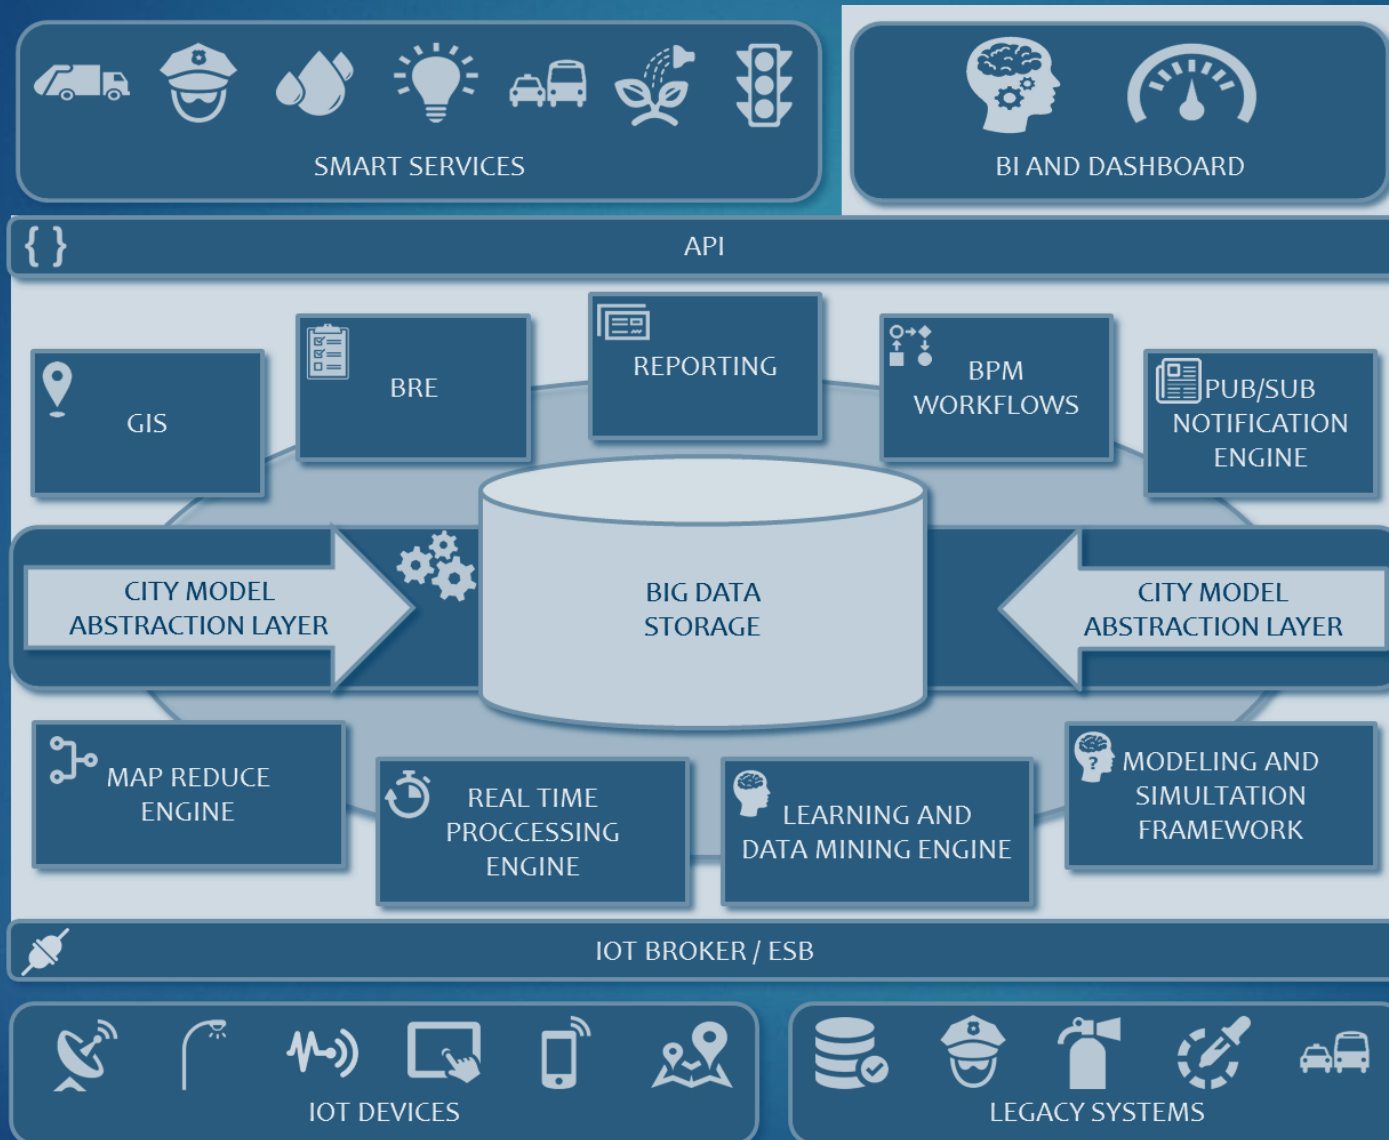 SMART SERVICES
BI AND DASHBOARD
{ }
API
GIS
BRE
REPORTING
BPM
WORKFLOWS
PUB/SUB
NOTIFICATION
ENGINE
CITY MODEL
ABSTRACTION LAYER
BIG DATA
STORAGE
CITY MODEL
ABSTRACTION LAYER
MAP REDUCE
ENGINE
REAL TIME
PROCCESSING
ENGINE
LEARNING AND
DATA MINING ENGINE
?
MODELING AND
SIMULTATION
FRAMEWORK
IOT BROKER / ESB
IOT DEVICES
LEGACY SYSTEMS